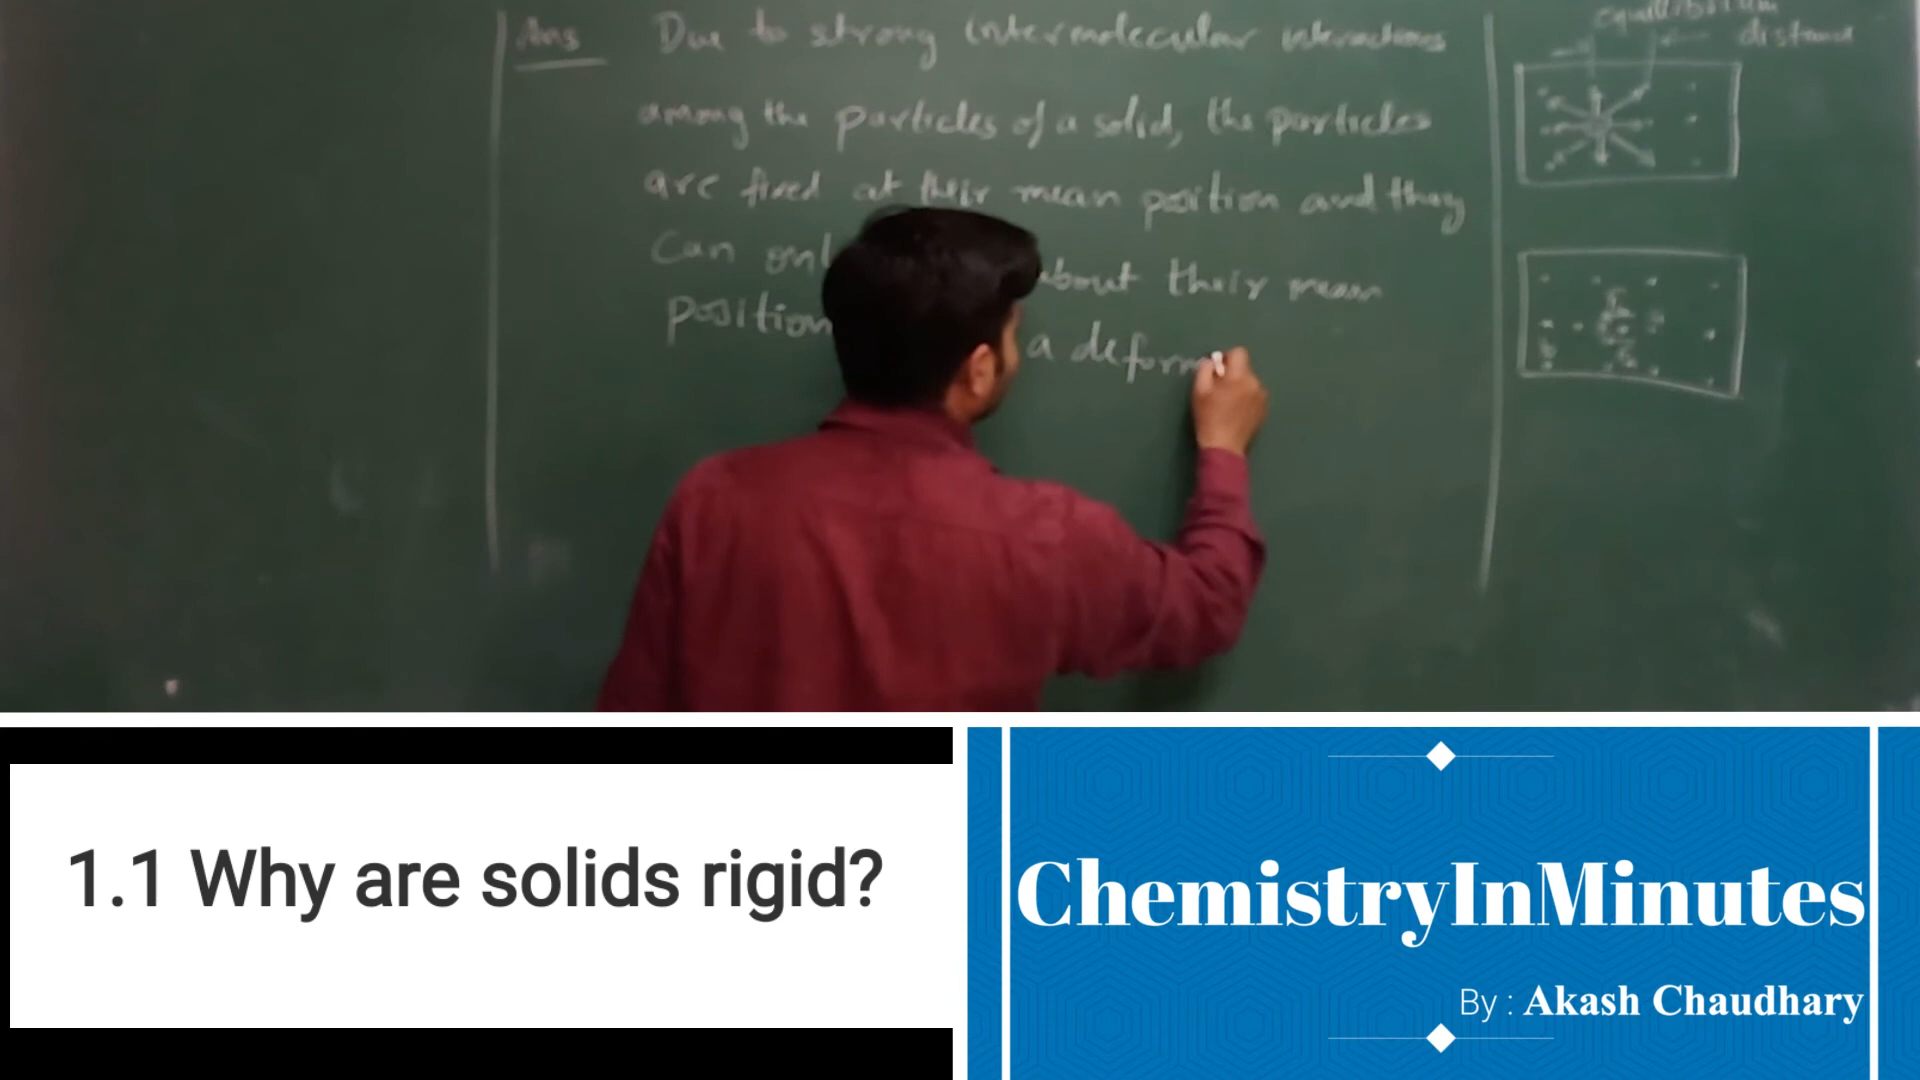 Ans Due to strong intermolecular interactions
among the particles of a solid, the particles
are fixed at their mean position and they
can about their mean
position a deform
equilibrium
distance
1.1 Why are solids rigid?
ChemistryInMinutes
By : Akash Chaudhary